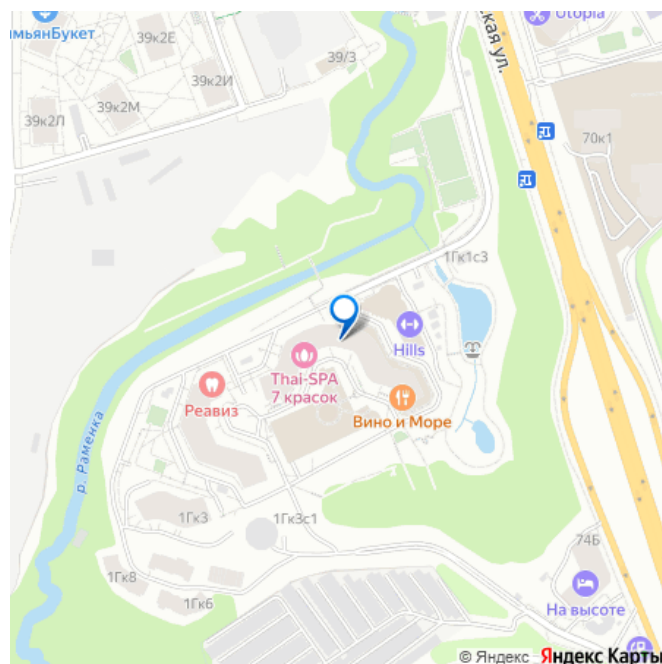 мьянБукет
39к2Е
39к2И
39к2М
39к2Л
39/3
ская ул.
Utopia
70к1
1Гк1с3
Hills
Thai-SPA
7 красок
Реавиз
Вино и Море
р. Раменка
1Гк3
1Гк3с1
1Гк8
1Гк6
74Б
На высоте
© Яндекс Яндекс Карты